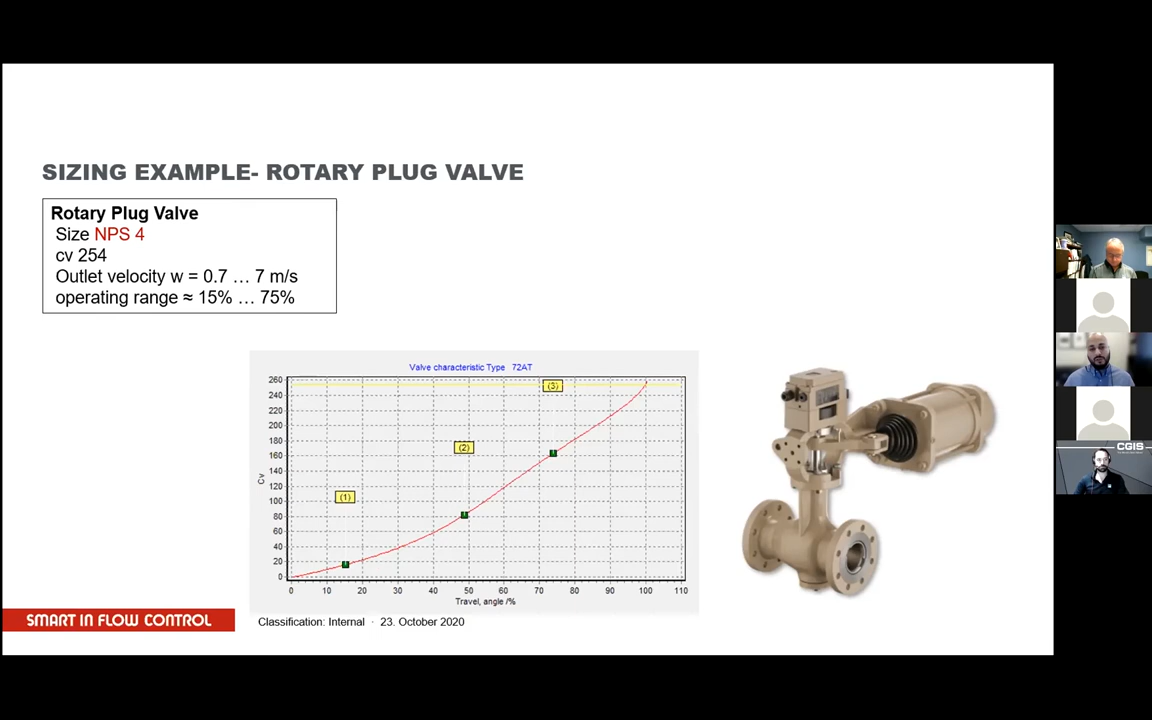 SIZING EXAMPLE- ROTARY PLUG VALVE
Rotary Plug Valve
Size NPS 4
cv 254
Outlet velocity w = 0.7 … 7 m/s
operating range ≈ 15% … 75%
Valve characteristic Type 72AT
260
240
220
200
180
160
140
120
100
80
60
40
20
0
Cv
(1)
(2)
(3)
0 10 20 30 40 50 60 70 80 90 100 110
Travel, angle /%
SMART IN FLOW CONTROL
Classification: Internal · 23. October 2020
CGIS